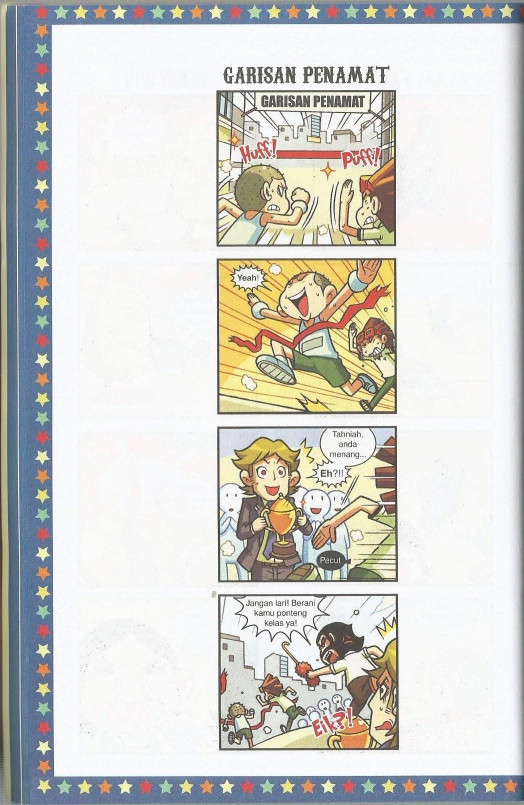 GARISAN PENAMAT
GARISAN PENAMAT
Huff!
Puff!
Yeah!
Tahniah,
anda
menang...
Eh?!!
Pecut
Jangan lari! Berani
kamu ponteng
kelas ya!
Eik?!